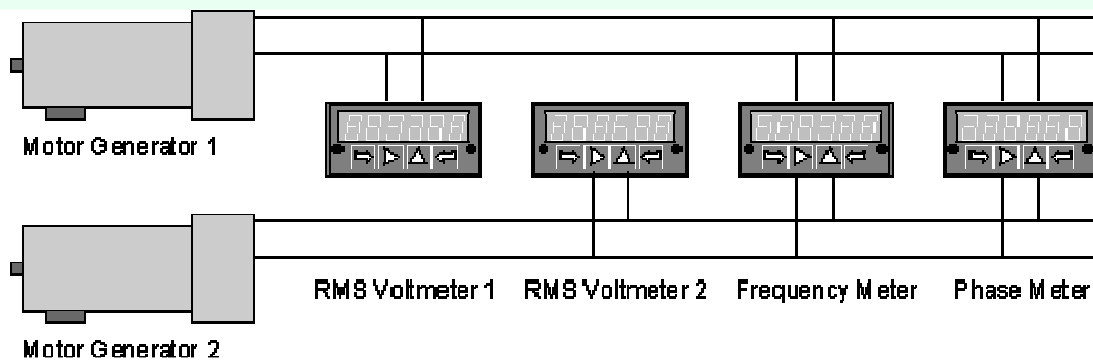 Motor Generator 1
RMS Voltmeter 1 RMS Voltmeter 2 Frequency Meter Phase Meter
Motor Generator 2